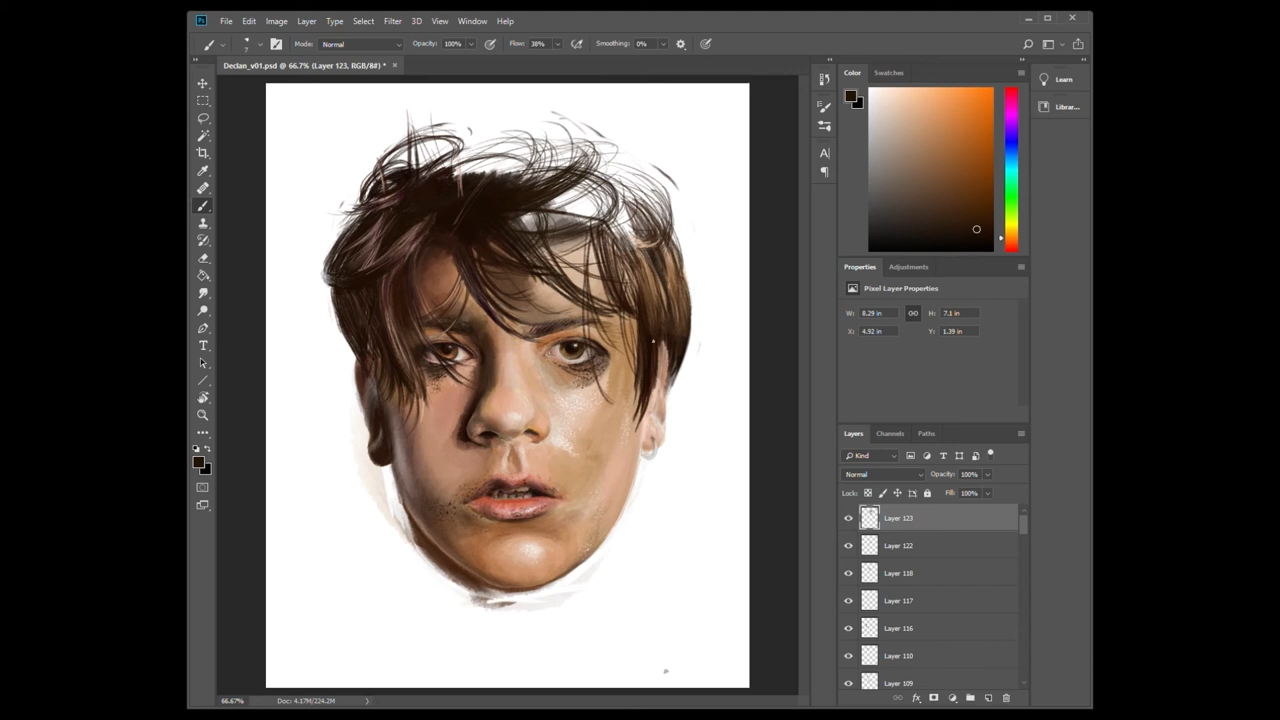 Ps File Edit Image Layer Type Select Filter 3D View Window Help
7 Mode: Normal Opacity: 100% Flow: 38% Smoothing: 0%
Declan_v01.psd @ 66.7% (Layer 123, RGB/8#) * ×
Color Swatches
Learn
Librar...
Properties Adjustments
Pixel Layer Properties
W: 8.29 in H: 7.1 in
X: 4.92 in Y: 1.39 in
Layers Channels Paths
Kind
Normal Opacity: 100%
Lock: Fill: 100%
Layer 123
Layer 122
Layer 118
Layer 117
Layer 116
Layer 110
Layer 109
66.67% Doc: 4.17M/224.2M